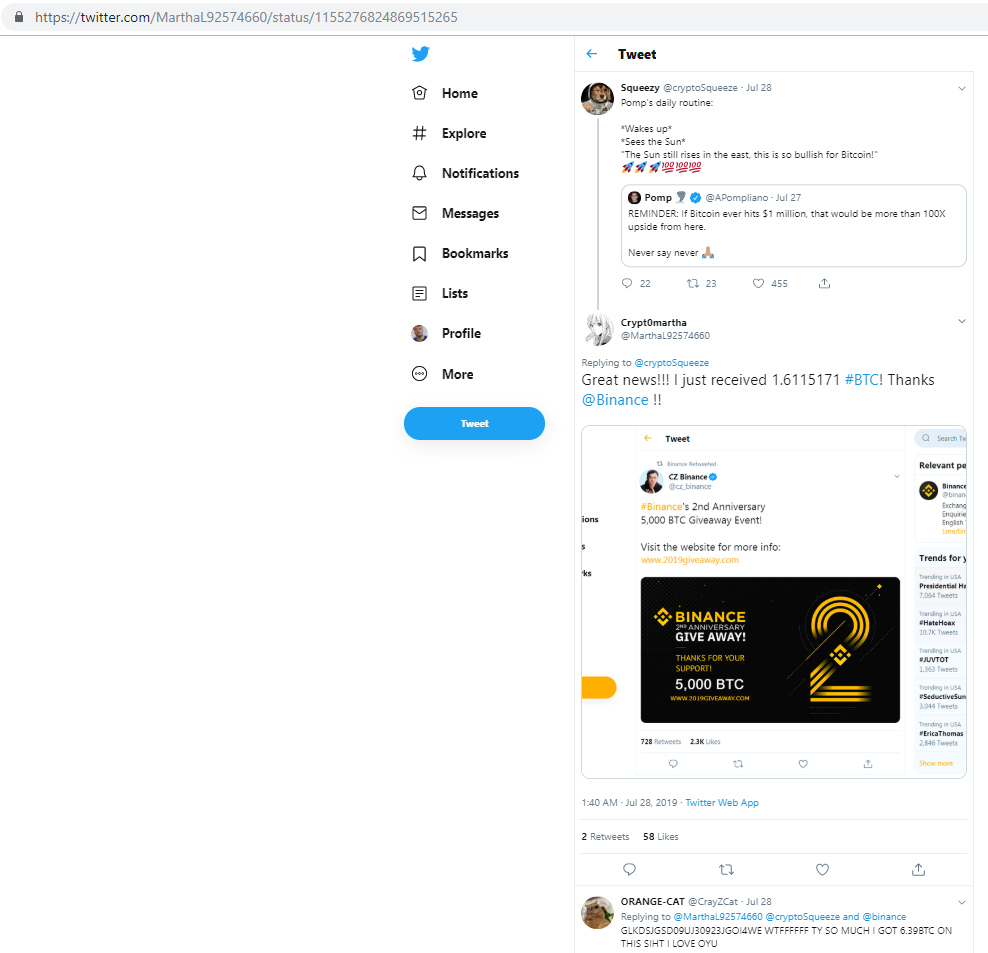 https://twitter.com/MarthaL92574660/status/1155276824869515265
Home
Explore
Notifications
Messages
Bookmarks
Lists
Profile
More
Tweet
Tweet
Squeezy @cryptoSqueeze · Jul 28
Pomp's daily routine:
*Wakes up*
*Sees the Sun*
"The Sun still rises in the east, this is so bullish for Bitcoin!"
🚀🚀🚀💯💯💯
Pomp 🌪 @APompliano · Jul 27
REMINDER: If Bitcoin ever hits $1 million, that would be more than 100X
upside from here.
Never say never 🙏🏽
22 23 455
Crypt0martha
@MarthaL92574660
Replying to @cryptoSqueeze
Great news!!! I just received 1.6115171 #BTC! Thanks
@Binance !!
Tweet
Binance Retweeted
CZ Binance
@cz_binance
#Binance's 2nd Anniversary
5,000 BTC Giveaway Event!
Visit the website for more info:
www.2019giveaway.com
BINANCE
2ND ANNIVERSARY
GIVE AWAY!
THANKS FOR YOUR
SUPPORT!
5,000 BTC
WWW.2019GIVEAWAY.COM
2
728 Retweets 2.3K Likes
ions
s
rks
Search Tw
Relevant pe
Binance
@binan
Exchang
Enquirie
English
t.me/bin
Trends for y
Trending in USA
Presidential Ha
7,064 Tweets
Trending in USA
#HateHoax
10.7K Tweets
Trending in USA
#JUVTOT
1,363 Tweets
Trending in USA
#SeductiveSun
3,044 Tweets
Trending in USA
#EricaThomas
2,846 Tweets
Show more
1:40 AM · Jul 28, 2019 · Twitter Web App
2 Retweets 58 Likes
ORANGE-CAT @CrayZCat · Jul 28
Replying to @MarthaL92574660 @cryptoSqueeze and @binance
GLKDSJGSD09UJ30923JGOI4WE WTFFFFFF TY SO MUCH I GOT 6.39BTC ON
THIS SIHT I LOVE OYU